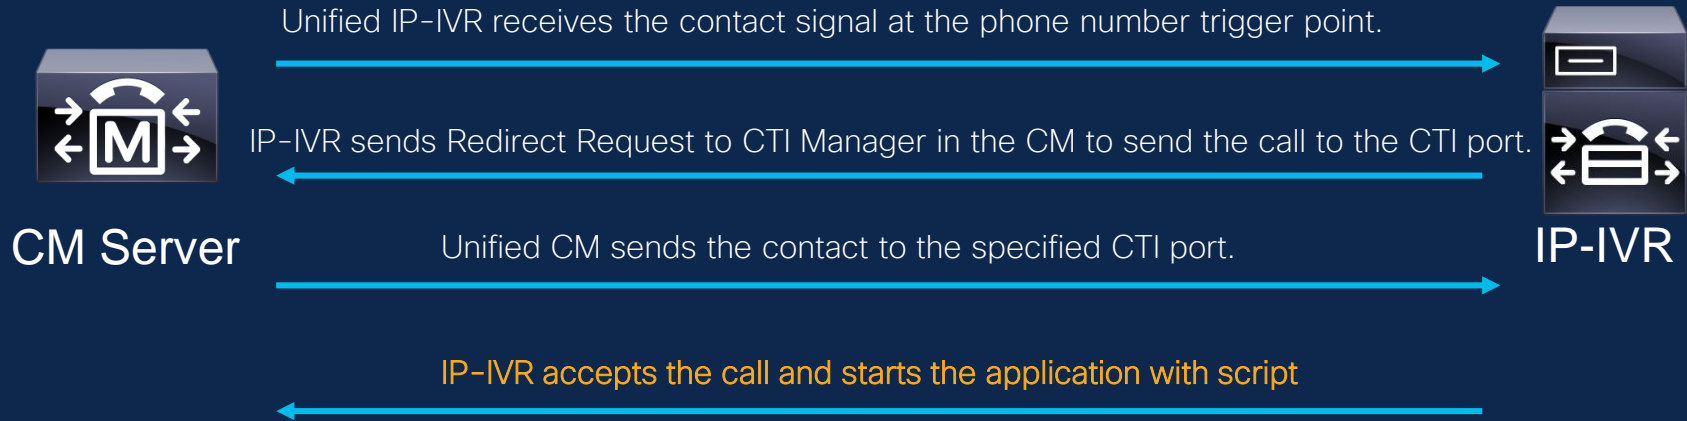 Unified IP-IVR receives the contact signal at the phone number trigger point.
M
IP-IVR sends Redirect Request to CTI Manager in the CM to send the call to the CTI port.
CM Server
Unified CM sends the contact to the specified CTI port.
IP-IVR
IP-IVR accepts the call and starts the application with script